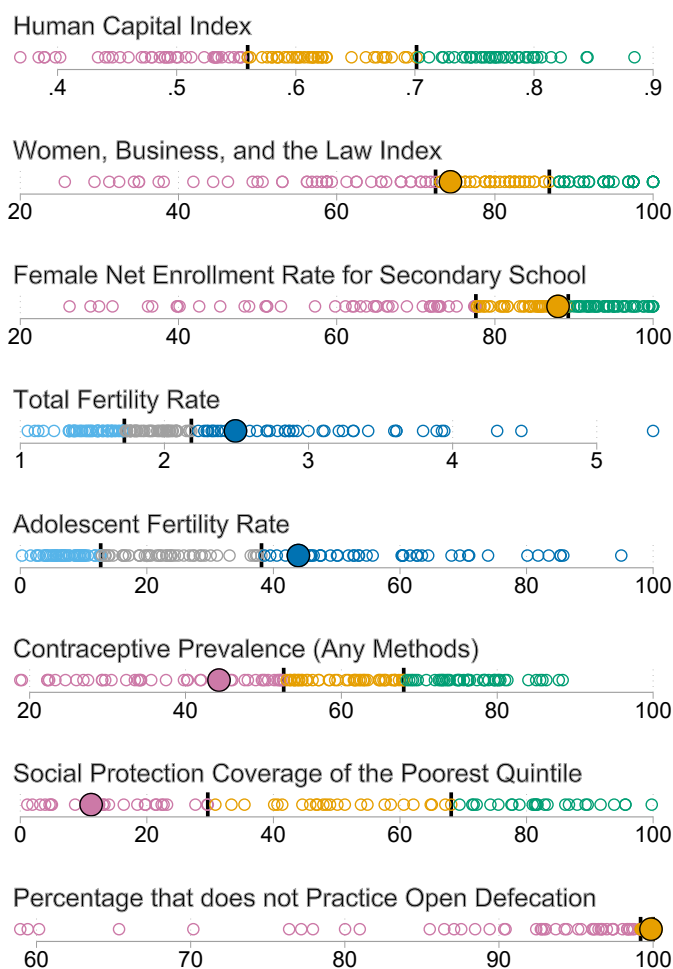 Human Capital Index
.4 .5 .6 .7 .8 .9
Women, Business, and the Law Index
20 40 60 80 100
Female Net Enrollment Rate for Secondary School
20 40 60 80 100
Total Fertility Rate
1 2 3 4 5
Adolescent Fertility Rate
0 20 40 60 80 100
Contraceptive Prevalence (Any Methods)
20 40 60 80 100
Social Protection Coverage of the Poorest Quintile
0 20 40 60 80 100
Percentage that does not Practice Open Defecation
60 70 80 90 100